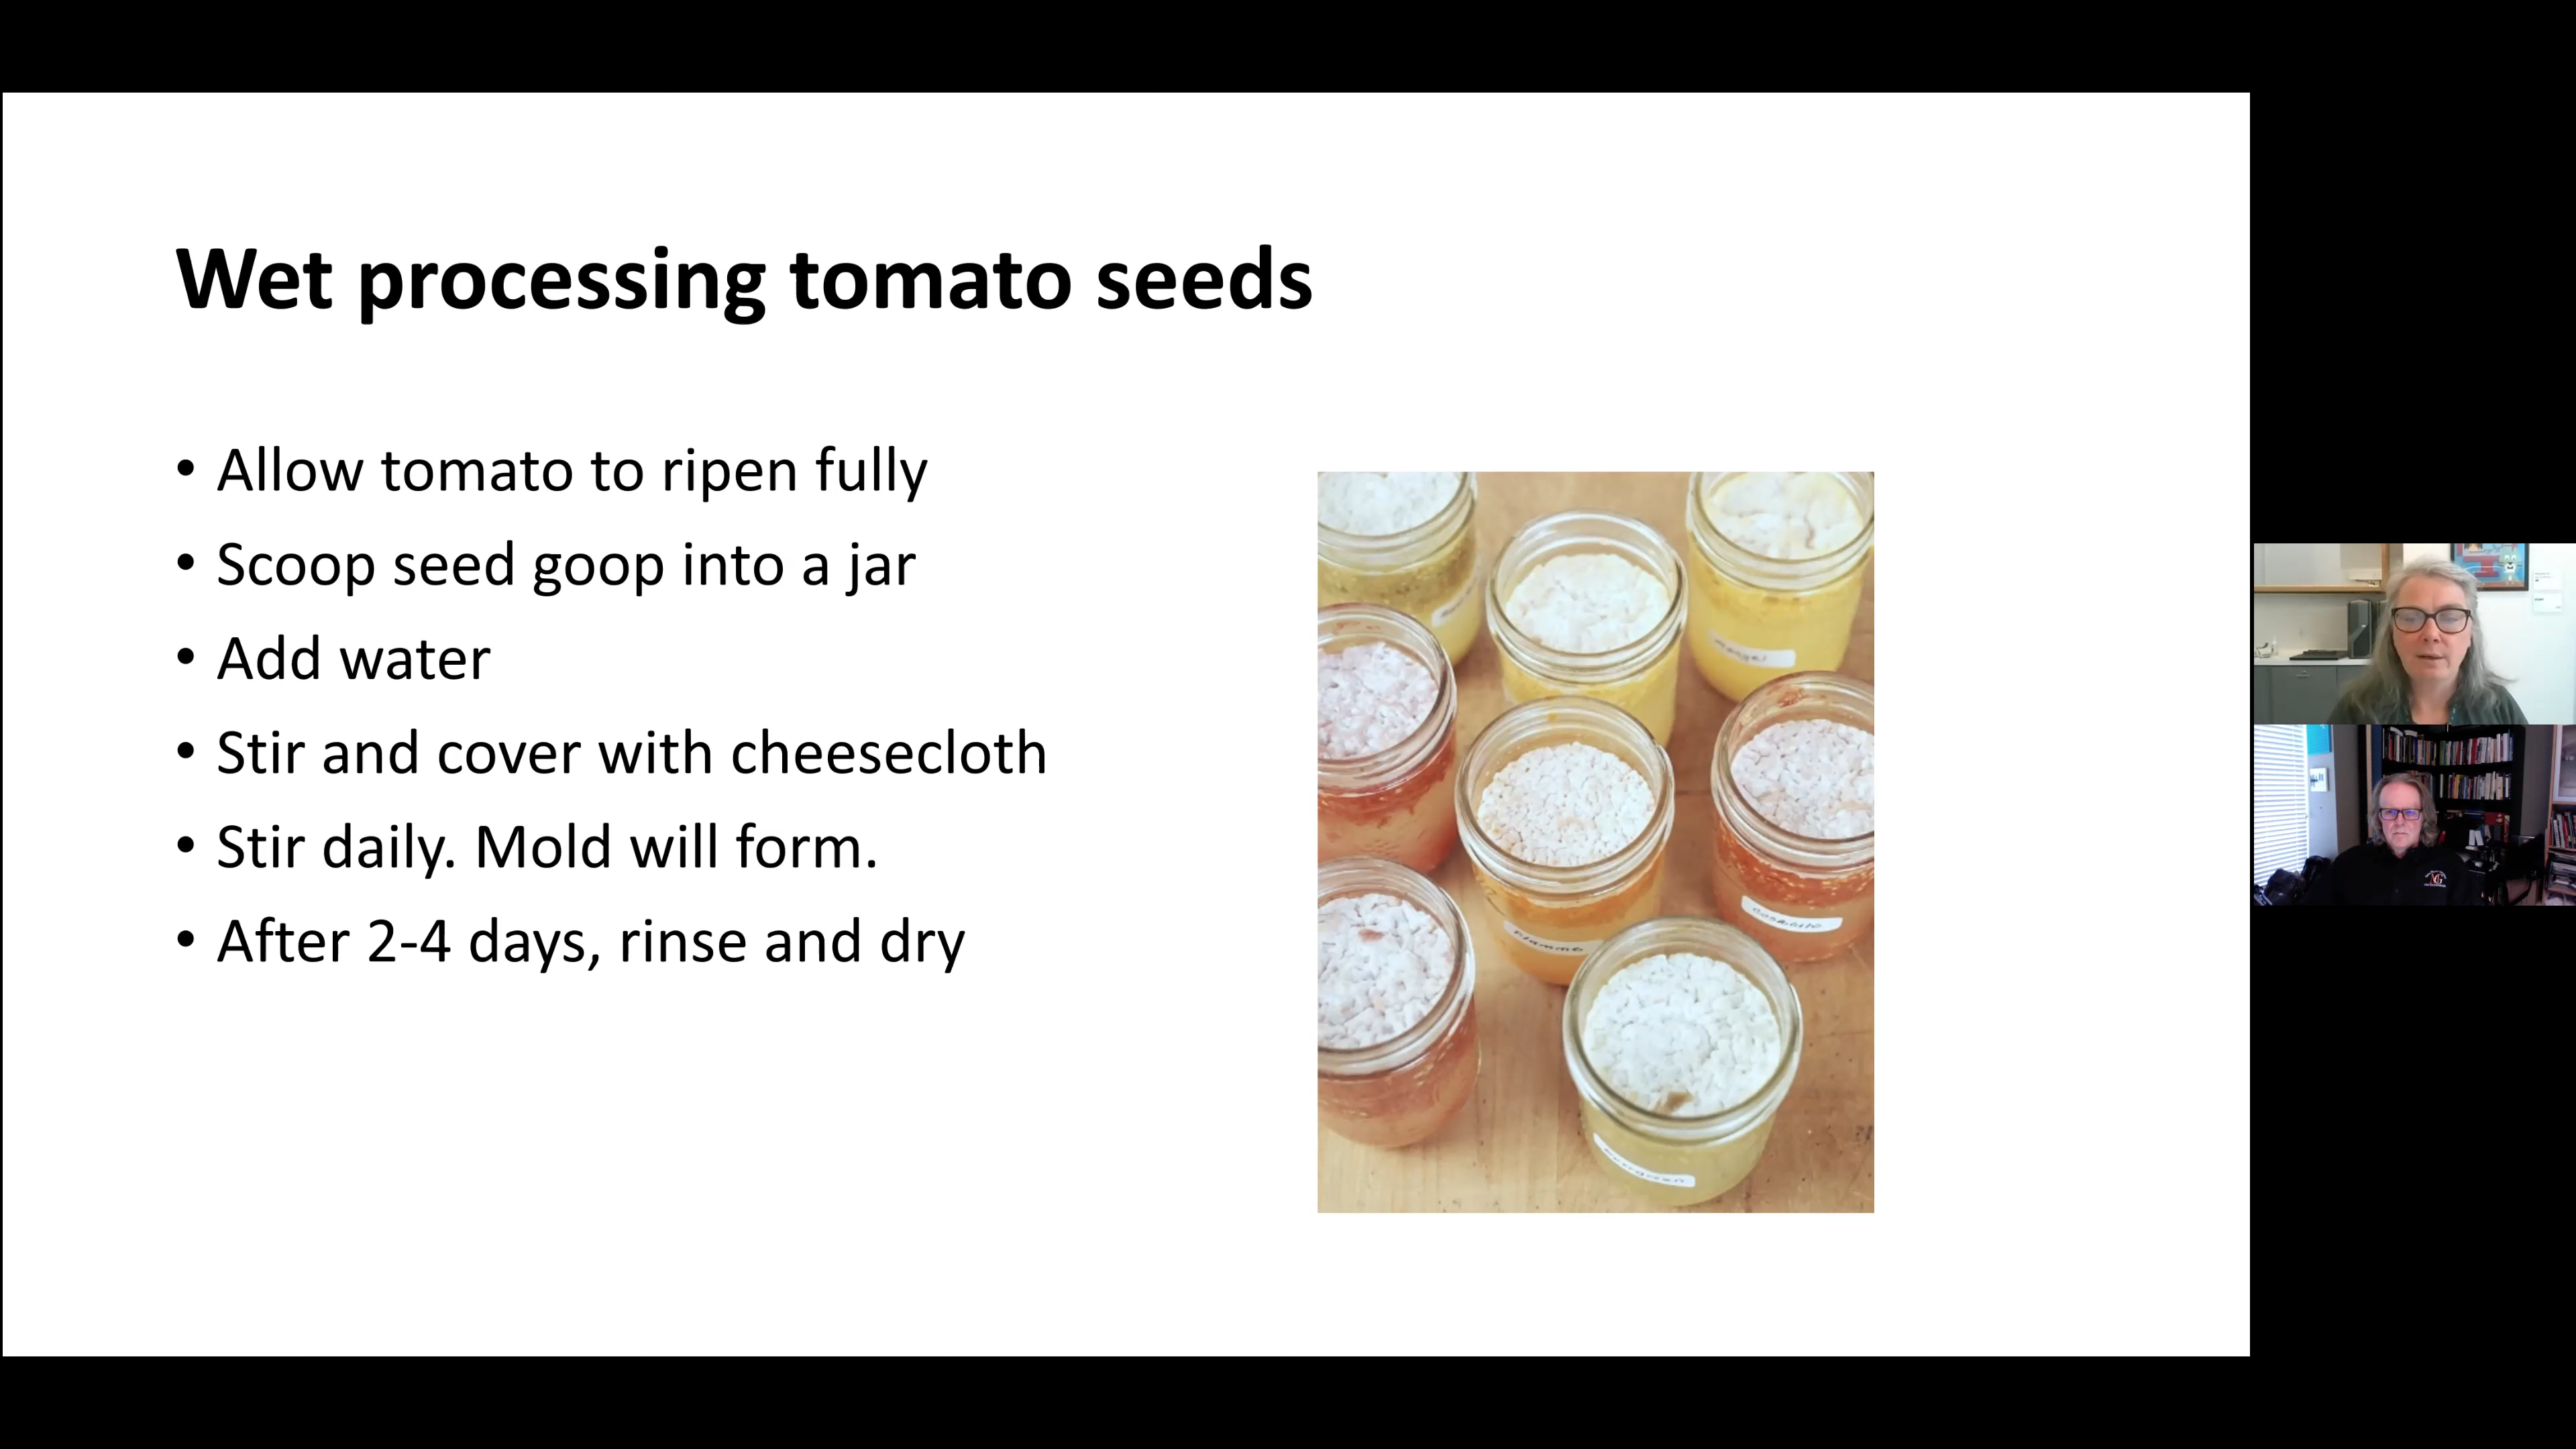 Wet processing tomato seeds
• Allow tomato to ripen fully
• Scoop seed goop into a jar
• Add water
• Stir and cover with cheesecloth
• Stir daily. Mold will form.
• After 2-4 days, rinse and dry